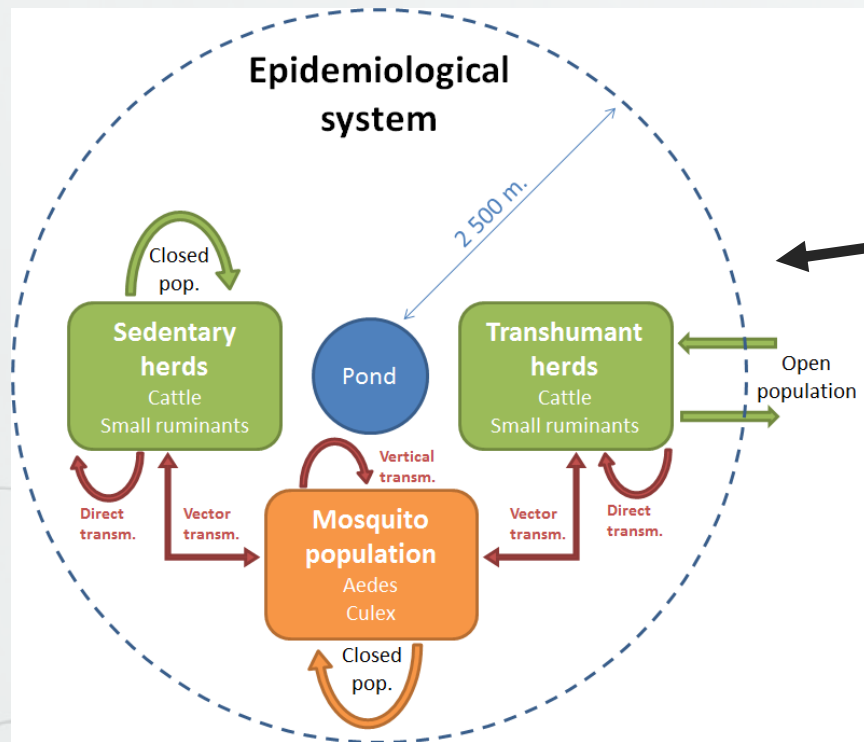 Epidemiological
system
2 500 m.
Closed
pop.
Sedentary
herds
Cattle
Small ruminants
Pond
Transhumant
herds
Cattle
Small ruminants
Open
population
Direct
transm.
Vector
transm.
Vertical
transm.
Vector
transm.
Direct
transm.
Mosquito
population
Aedes
Culex
Closed
pop.